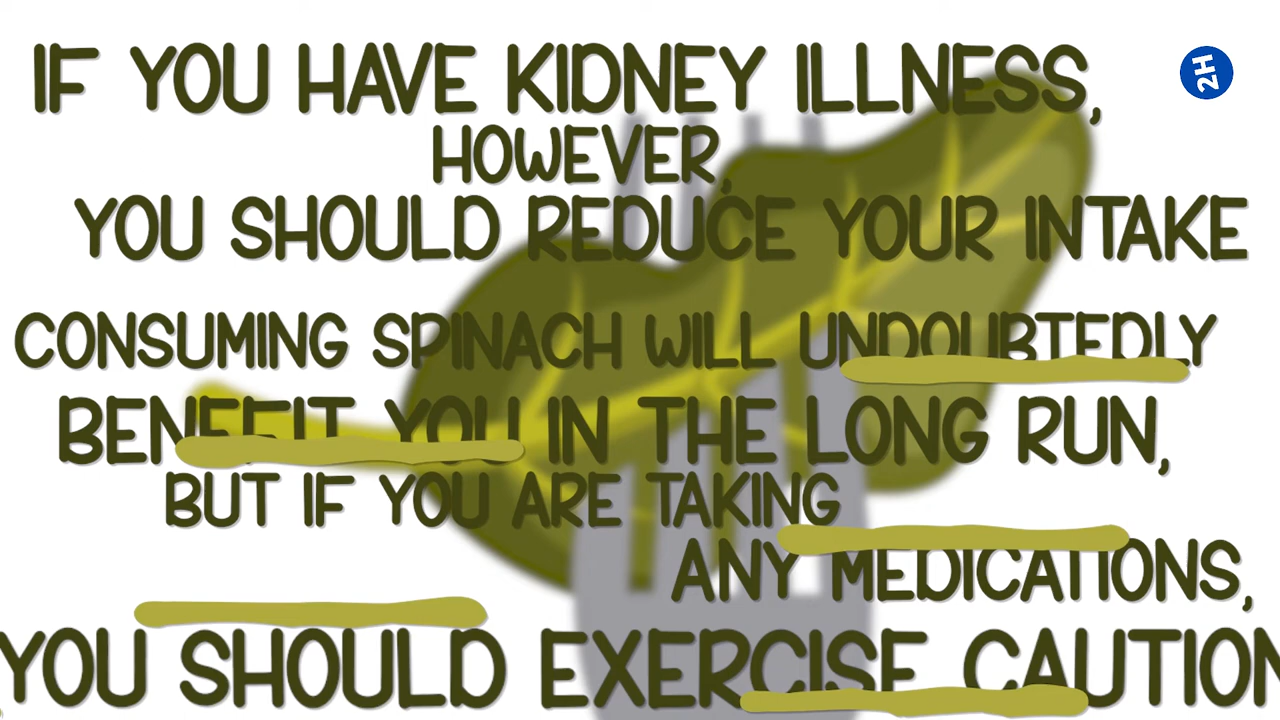 IF YOU HAVE KIDNEY ILLNESS,
HOWEVER,
YOU SHOULD REDUCE YOUR INTAKE
CONSUMING SPINACH WILL UNDOUBTEDLY
BENEFIT YOU IN THE LONG RUN,
BUT IF YOU ARE TAKING
ANY MEDICATIONS,
YOU SHOULD EXERCISE CAUTION
2H